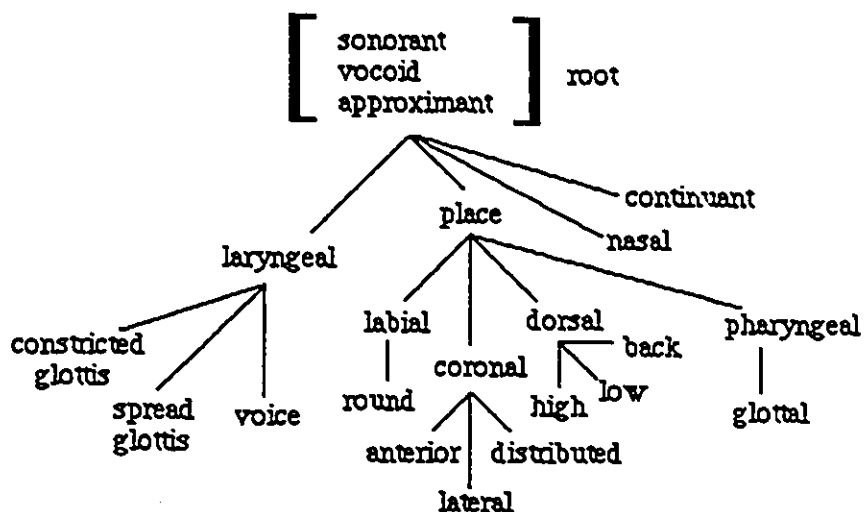 sonorant
vocoid
approximant
root
continuant
place
nasal
laryngeal
labial
dorsal
pharyngeal
constricted
glottis
coronal
back
spread
glottis
voice
round
high
low
glottal
anterior
distributed
lateral